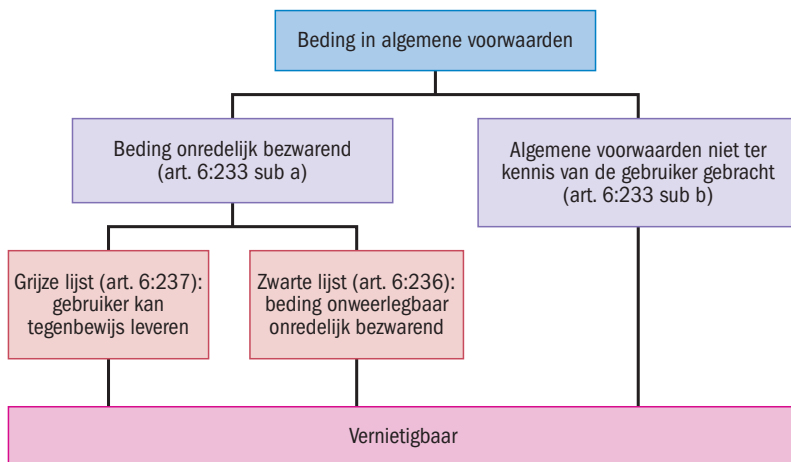 Beding in algemene voorwaarden
Beding onredelijk bezwarend
(art. 6:233 sub a)
Algemene voorwaarden niet ter
kennis van de gebruiker gebracht
(art. 6:233 sub b)
Grijze lijst (art. 6:237):
gebruiker kan
tegenbewijs leveren
Zwarte lijst (art. 6:236):
beding onweerlegbaar
onredelijk bezwarend
Vernietigbaar